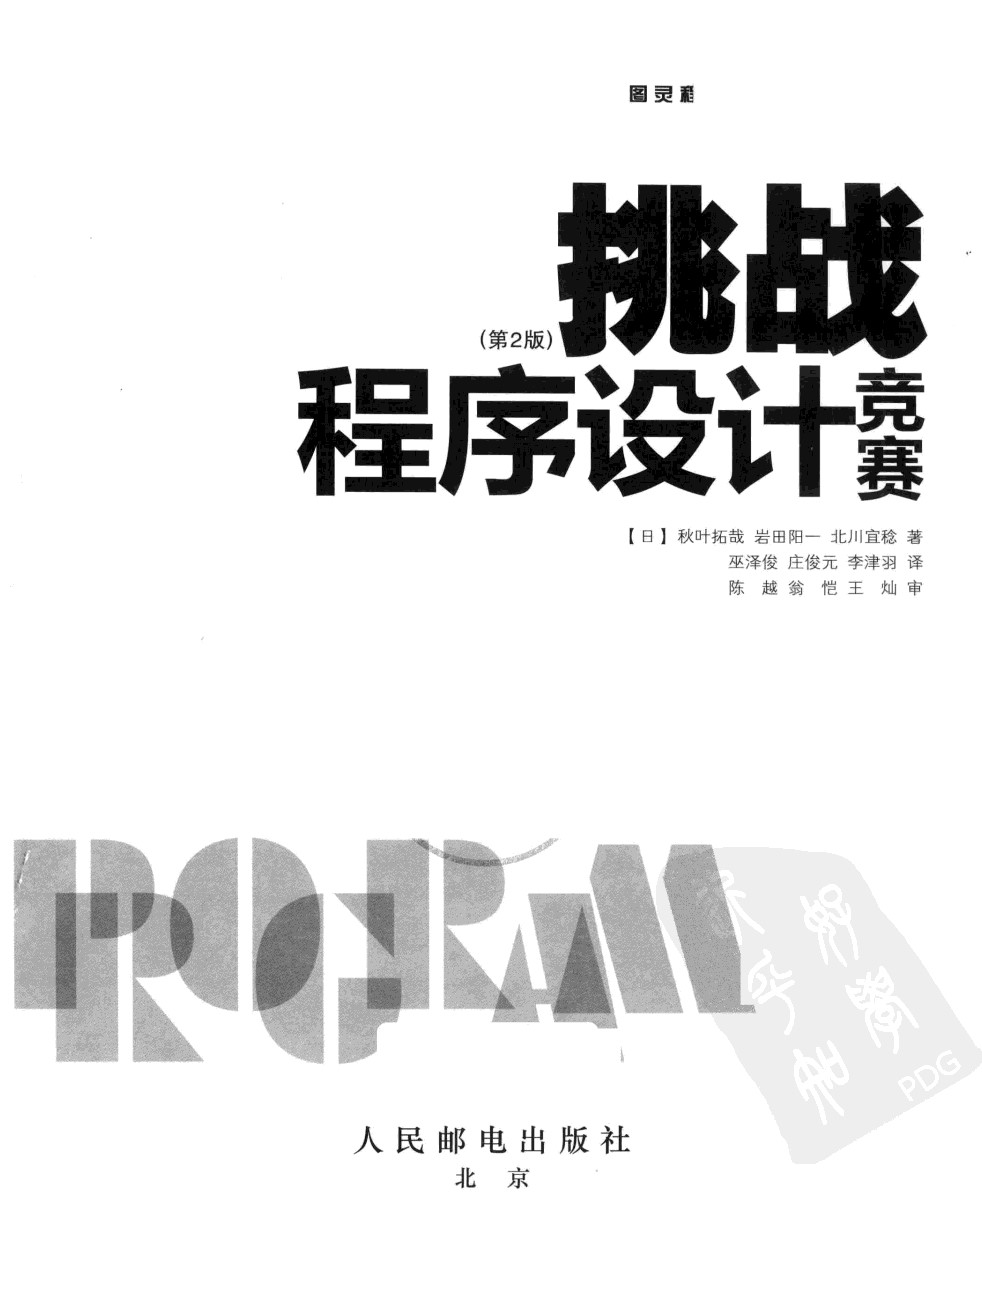 图灵程
挑战
(第2版)
程序设计竞赛
【日】秋叶拓哉 岩田阳一 北川宜稔 著
巫泽俊 庄俊元 李津羽 译
陈 越 翁 恺 王 灿 审
PROGRAM
PROGRAM
人民邮电出版社
北 京
PDG